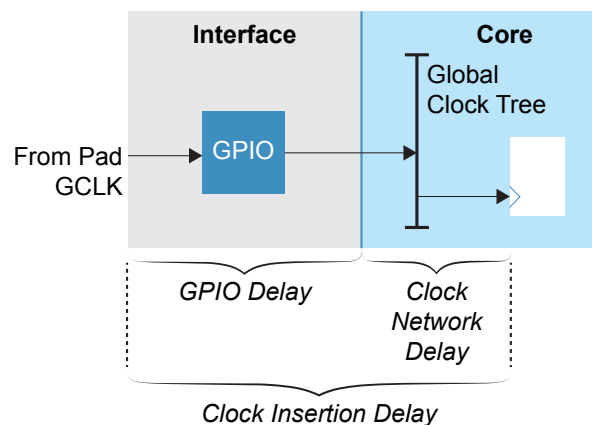 Interface
Core
Global
Clock Tree
GPIO
From Pad
GCLK
GPIO Delay
Clock
Network
Delay
Clock Insertion Delay